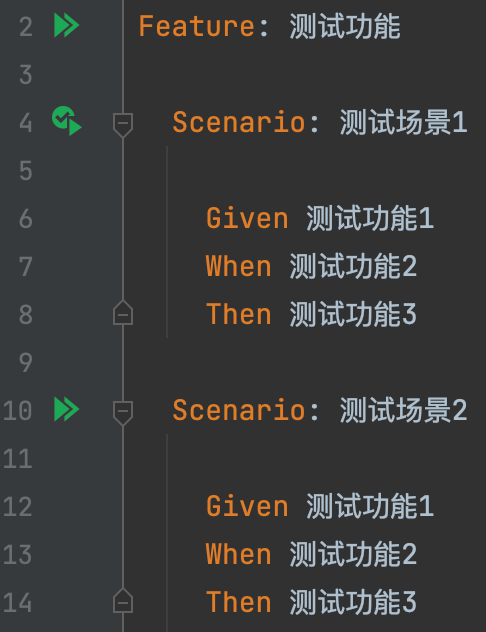 2 Feature: 测试功能
3
4 Scenario: 测试场景1
5
6 Given 测试功能1
7 When 测试功能2
8 Then 测试功能3
9
10 Scenario: 测试场景2
11
12 Given 测试功能1
13 When 测试功能2
14 Then 测试功能3